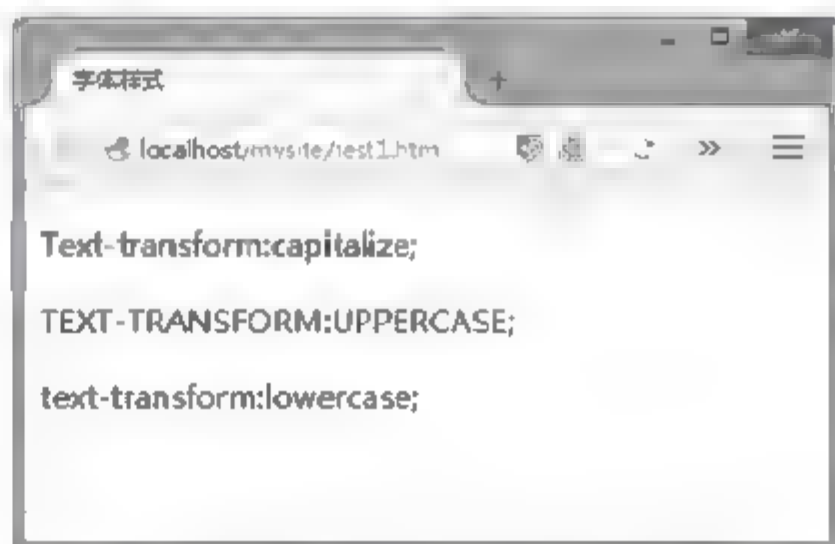 字体样式
+
localhost/mysite/test1.htm
Text-transform:capitalize;
TEXT-TRANSFORM:UPPERCASE;
text-transform:lowercase;